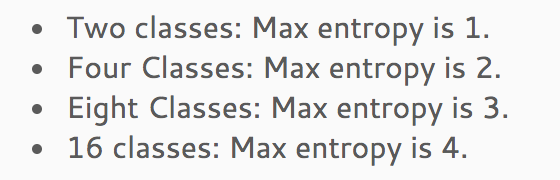 • Two classes: Max entropy is 1.
• Four Classes: Max entropy is 2.
• Eight Classes: Max entropy is 3.
• 16 classes: Max entropy is 4.